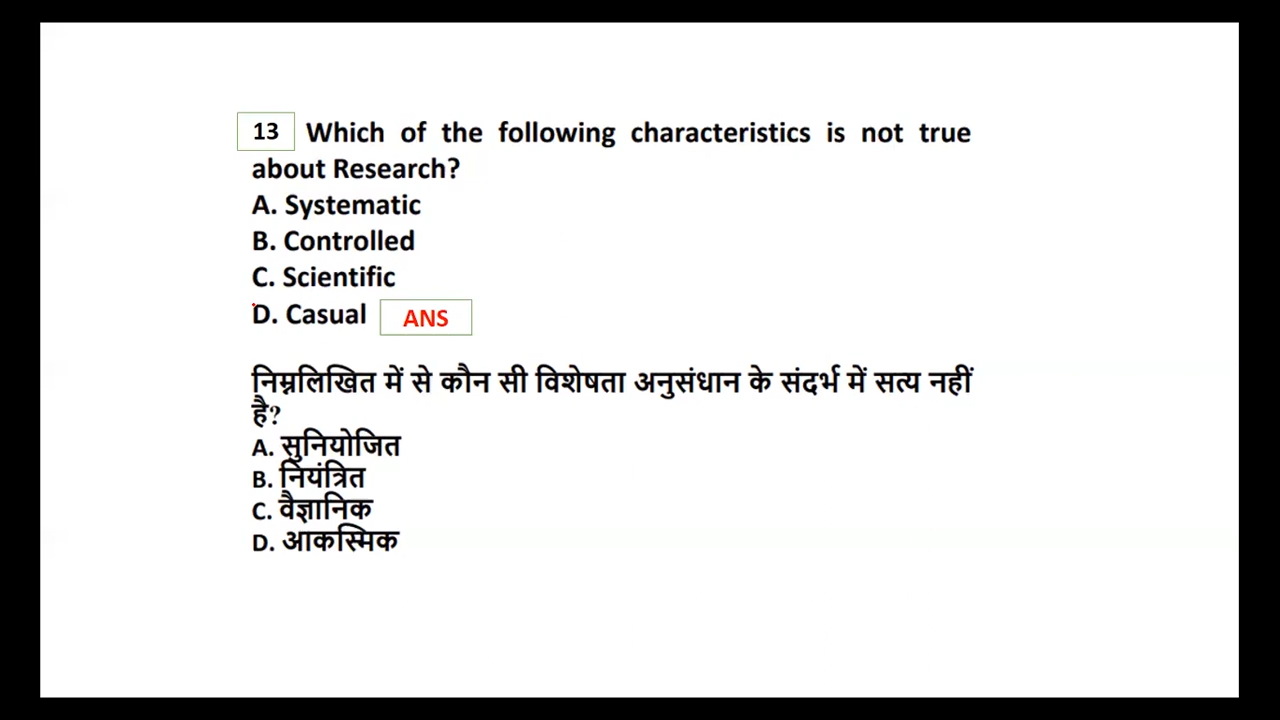 13 Which of the following characteristics is not true
about Research?
A. Systematic
B. Controlled
C. Scientific
D. Casual ANS
निम्नलिखित में से कौन सी विशेषता अनुसंधान के संदर्भ में सत्य नहीं
है?
A. सुनियोजित
B. नियंत्रित
C. वैज्ञानिक
D. आकस्मिक